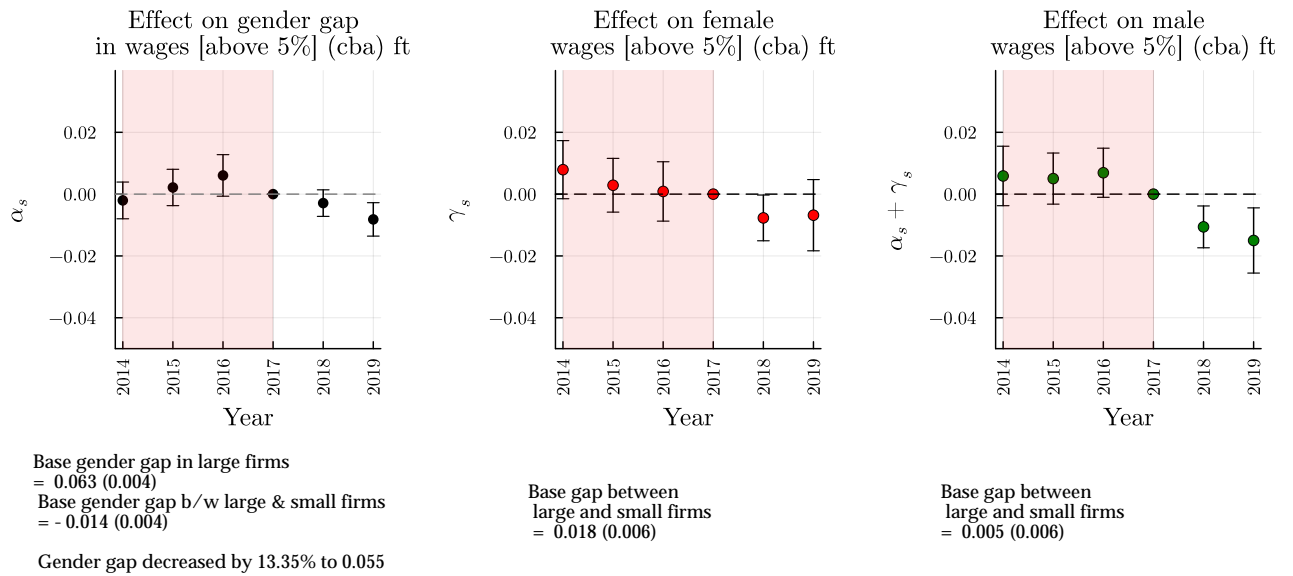 Effect on gender gap
in wages [above 5%] (cba) ft
0.02
0.00
−0.02
−0.04
α_s
2014
2015
2016
2017
2018
2019
Year
Base gender gap in large firms
= 0.063 (0.004)
Base gender gap b/w large & small firms
= - 0.014 (0.004)
Gender gap decreased by 13.35% to 0.055
Effect on female
wages [above 5%] (cba) ft
0.02
0.00
−0.02
−0.04
γ_s
2014
2015
2016
2017
2018
2019
Year
Base gap between
large and small firms
= 0.018 (0.006)
Effect on male
wages [above 5%] (cba) ft
0.02
0.00
−0.02
−0.04
α_s + γ_s
2014
2015
2016
2017
2018
2019
Year
Base gap between
large and small firms
= 0.005 (0.006)